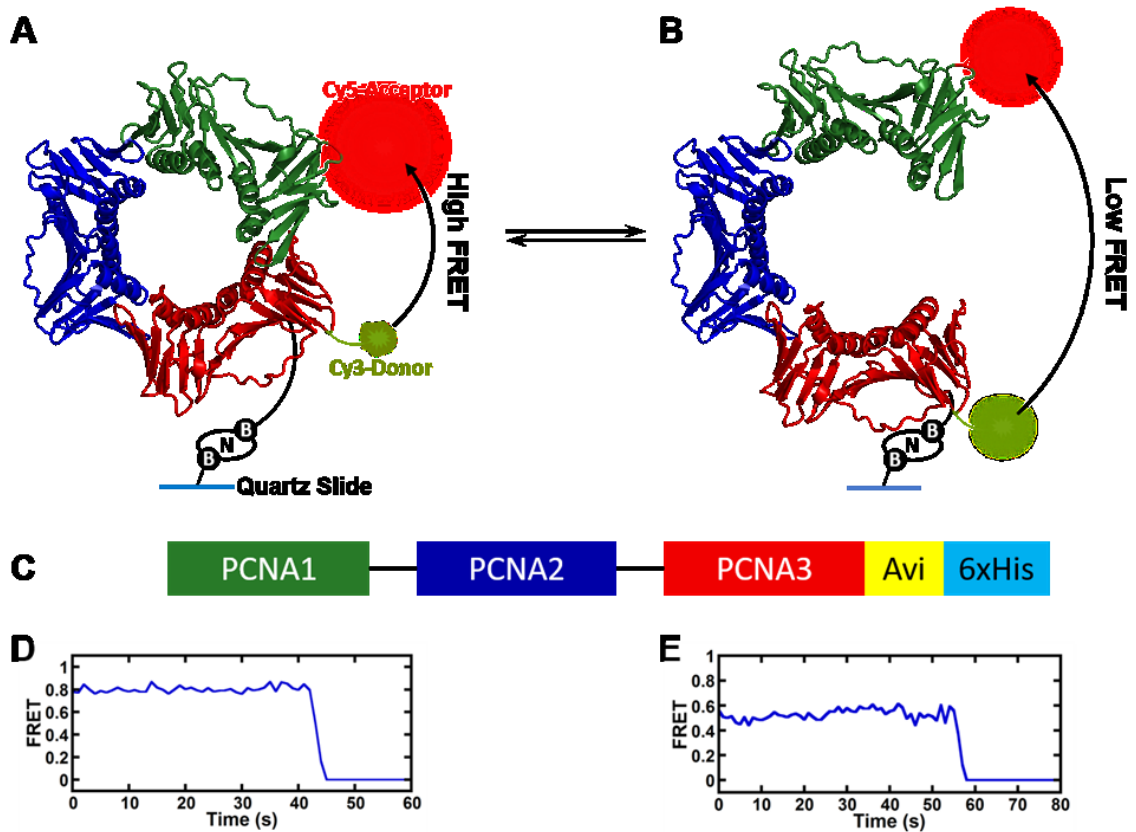 A
B
Cy5-Acceptor
High FRET
Low FRET
Cy3-Donor
B
N
B
Quartz Slide
B
N
B
C
PCNA1
PCNA2
PCNA3
Avi
6xHis
D
1
0.8
0.6
0.4
0.2
0
FRET
0 10 20 30 40 50 60
Time (s)
E
1
0.8
0.6
0.4
0.2
0
FRET
0 10 20 30 40 50 60 70 80
Time (s)